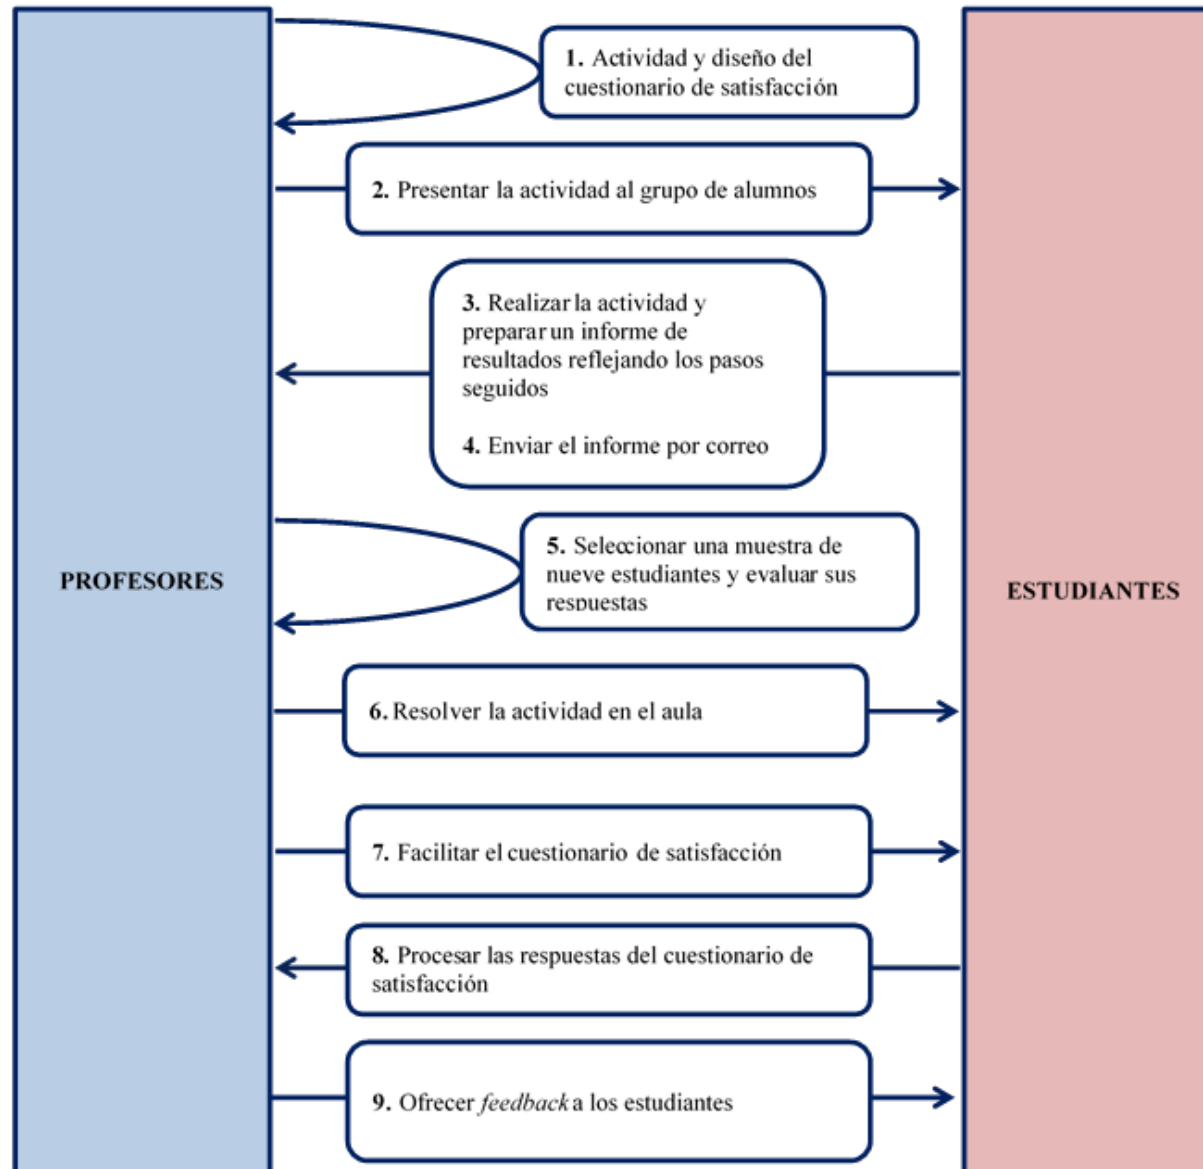 1. Actividad y diseño del
cuestionario de satisfacción
2. Presentar la actividad al grupo de alumnos
3. Realizar la actividad y
preparar un informe de
resultados reflejando los pasos
seguidos
4. Enviar el informe por correo
5. Seleccionar una muestra de
nueve estudiantes y evaluar sus
respuestas
PROFESORES
ESTUDIANTES
6. Resolver la actividad en el aula
7. Facilitar el cuestionario de satisfacción
8. Procesar las respuestas del cuestionario de
satisfacción
9. Ofrecer feedback a los estudiantes